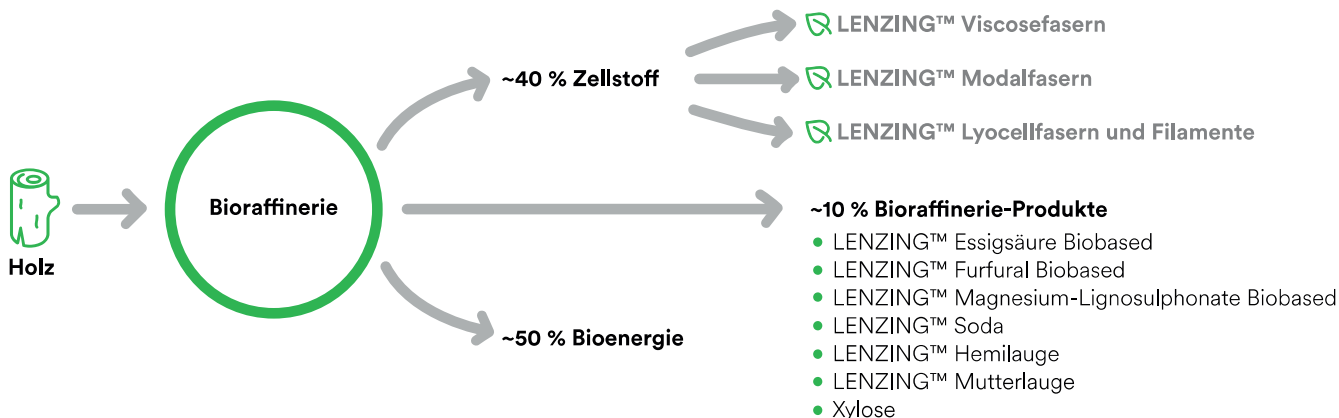 Holz
Bioraffinerie
~40 % Zellstoff
LENZING™ Viscosefasern
LENZING™ Modalfasern
LENZING™ Lyocellfasern und Filamente
~10 % Bioraffinerie-Produkte
• LENZING™ Essigsäure Biobased
• LENZING™ Furfural Biobased
• LENZING™ Magnesium-Lignosulphonate Biobased
• LENZING™ Soda
• LENZING™ Hemilauge
• LENZING™ Mutterlauge
• Xylose
~50 % Bioenergie